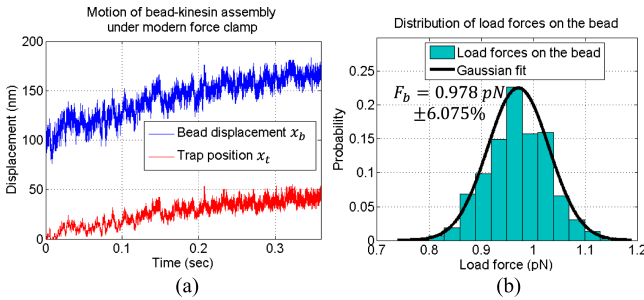 Motion of bead-kinesin assembly
under modern force clamp
200
150
100
50
0
Displacement (nm)
Bead displacement x_b
Trap position x_t
0 0.1 0.2 0.3
Time (sec)
(a)
Distribution of load forces on the bead
Load forces on the bead
Gaussian fit
F_b = 0.978 pN
±6.075%
0.25
0.2
0.15
0.1
0.05
0
Probability
0.7 0.8 0.9 1 1.1 1.2
Load force (pN)
(b)